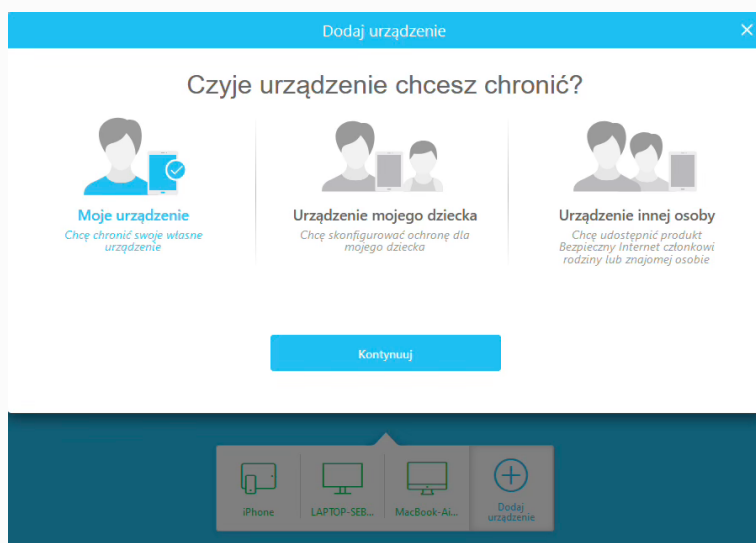 Dodaj urządzenie
Czyje urządzenie chcesz chronić?
Moje urządzenie
Chcę chronić swoje własne
urządzenie
Urządzenie mojego dziecka
Chcę skonfigurować ochronę dla
mojego dziecka
Urządzenie innej osoby
Chcę udostępnić produkt
Bezpieczny Internet członkowi
rodziny lub znajomej osobie
Kontynuuj
iPhone
LAPTOP-SEB...
MacBook-Ai...
Dodaj
urządzenie